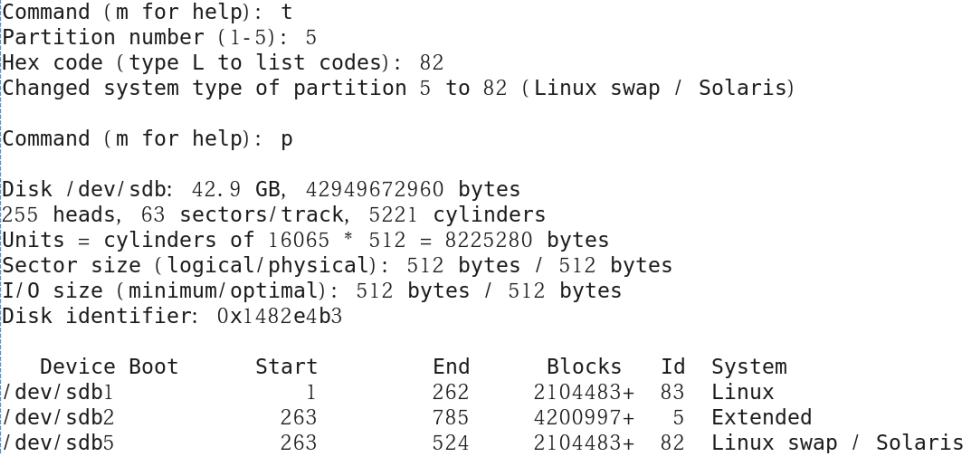 Command (m for help): t
Partition number (1-5): 5
Hex code (type L to list codes): 82
Changed system type of partition 5 to 82 (Linux swap / Solaris)
Command (m for help): p
Disk /dev/sdb: 42.9 GB, 42949672960 bytes
255 heads, 63 sectors/track, 5221 cylinders
Units = cylinders of 16065 * 512 = 8225280 bytes
Sector size (logical/physical): 512 bytes / 512 bytes
I/O size (minimum/optimal): 512 bytes / 512 bytes
Disk identifier: 0x1482e4b3
Device Boot Start End Blocks Id System
/dev/sdb1 1 262 2104483+ 83 Linux
/dev/sdb2 263 785 4200997+ 5 Extended
/dev/sdb5 263 524 2104483+ 82 Linux swap / Solaris